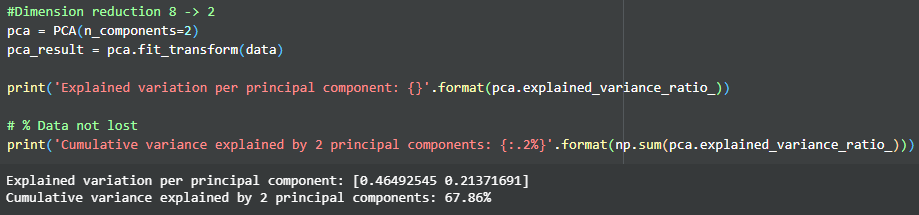 #Dimension reduction 8 -> 2
pca = PCA(n_components=2)
pca_result = pca.fit_transform(data)
print('Explained variation per principal component: {}'.format(pca.explained_variance_ratio_))
# % Data not lost
print('Cumulative variance explained by 2 principal components: {:.2%}'.format(np.sum(pca.explained_variance_ratio_)))
Explained variation per principal component: [0.46492545 0.21371691]
Cumulative variance explained by 2 principal components: 67.86%